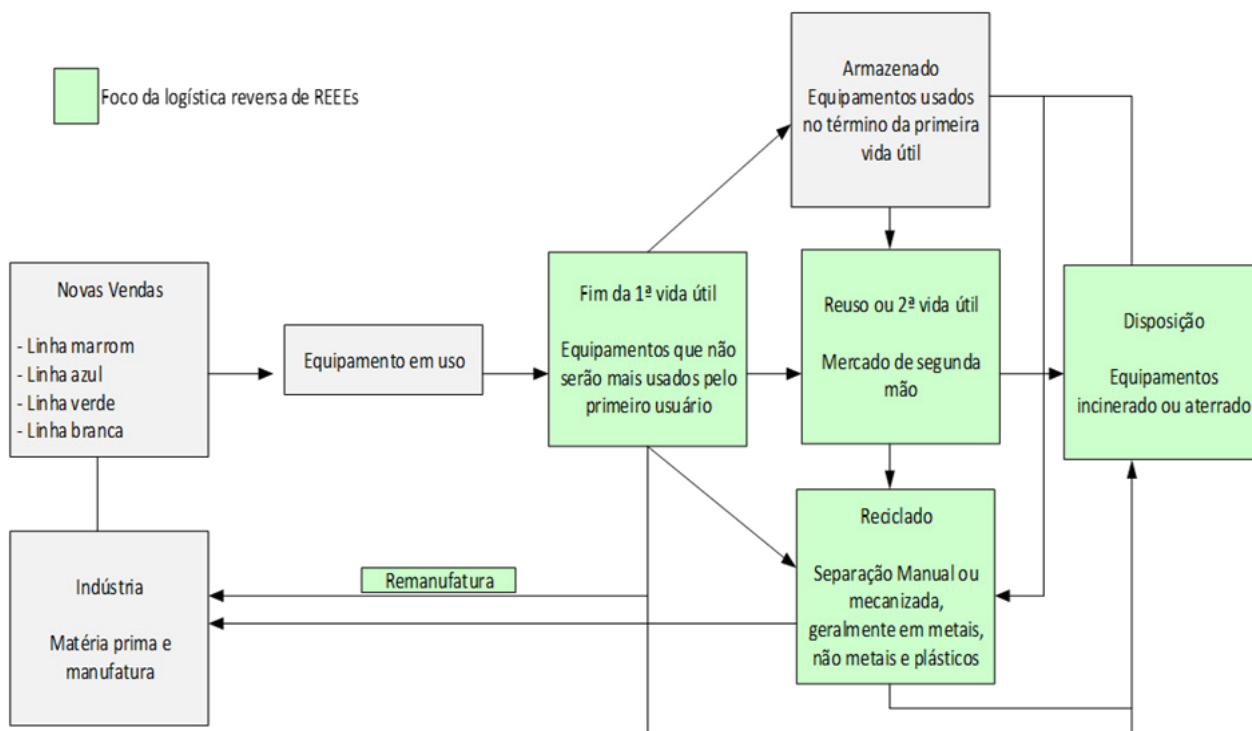 Foco da logística reversa de REEEs
Armazenado
Equipamentos usados
no término da primeira
vida útil
Novas Vendas
- Linha marrom
- Linha azul
- Linha verde
- Linha branca
Equipamento em uso
Fim da 1ª vida útil
Equipamentos que não
serão mais usados pelo
primeiro usuário
Reuso ou 2ª vida útil
Mercado de segunda
mão
Disposição
Equipamentos
incinerado ou aterrado
Indústria
Matéria prima e
manufatura
Remanufatura
Reciclado
Separação Manual ou
mecanizada,
geralmente em metais,
não metais e plásticos